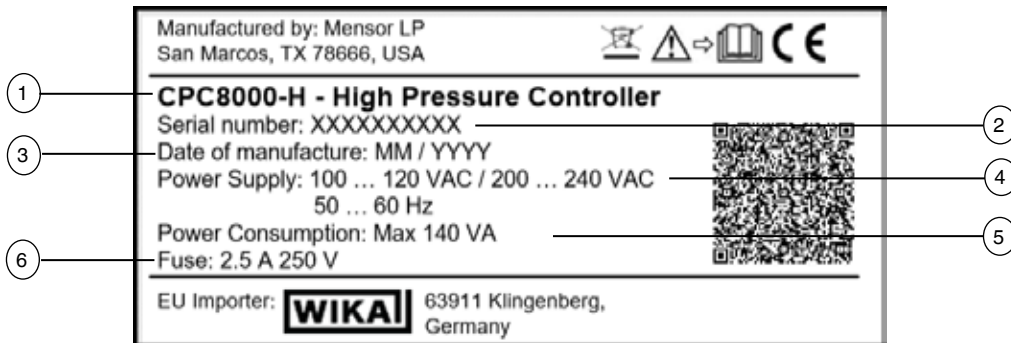 Manufactured by: Mensor LP
San Marcos, TX 78666, USA
CE
1
CPC8000-H - High Pressure Controller
Serial number: XXXXXXXXXX
2
3
Date of manufacture: MM / YYYY
Power Supply: 100 ... 120 VAC / 200 ... 240 VAC
4
50 ... 60 Hz
Power Consumption: Max 140 VA
5
6
Fuse: 2.5 A 250 V
EU Importer: WIKA 63911 Klingenberg,
Germany